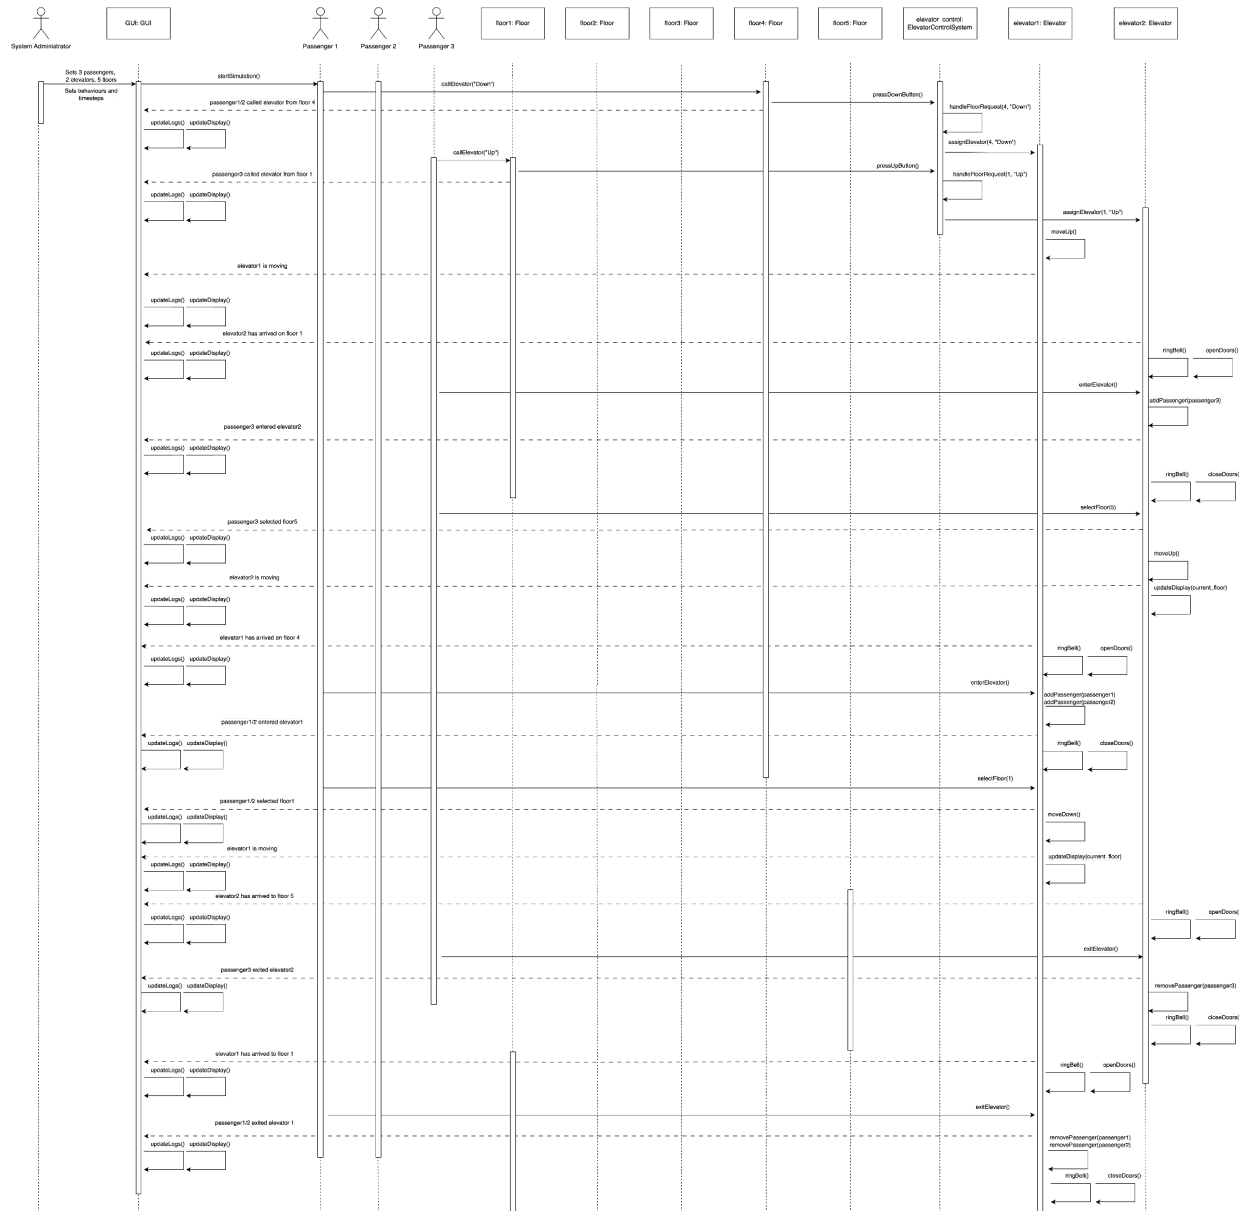 System Administrator
GUI: GUI
Passenger 1
Passenger 2
Passenger 3
floor1: Floor
floor2: Floor
floor3: Floor
floor4: Floor
floor5: Floor
elevator control:
ElevatorControlSystem
elevator1: Elevator
elevator2: Elevator
Sets 3 passengers,
2 elevators, 5 floors
Sets behaviours and
timesteps
startSimulation()
callElevator("Down")
pressDownButton()
passenger1/2 called elevator from floor 4
handleFloorRequest(4, "Down")
updateLogs() updateDisplay()
assignElevator(4, "Down")
callElevator("Up")
pressUpButton()
passenger3 called elevator from floor 1
handleFloorRequest(1, "Up")
updateLogs() updateDisplay()
assignElevator(1, "Up")
moveUp()
elevator1 is moving
updateLogs() updateDisplay()
elevator2 has arrived on floor 1
updateLogs() updateDisplay()
ringBell() openDoors()
enterElevator()
addPassenger(passenger3)
passenger3 entered elevator2
updateLogs() updateDisplay()
ringBell() closeDoors(
selectFloor(5)
passenger3 selected floor5
updateLogs() updateDisplay()
moveUp()
elevator2 is moving
updateDisplay(current_floor)
updateLogs() updateDisplay()
elevator1 has arrived on floor 4
ringBell() openDoors()
updateLogs() updateDisplay()
enterElevator()
addPassenger(passenger1)
addPassenger(passenger2)
passenger1/2 entered elevator1
updateLogs() updateDisplay()
ringBell() closeDoors()
selectFloor(1)
passenger1/2 selected floor1
moveDown()
updateLogs() updateDisplay()
elevator1 is moving
updateDisplay(current_floor)
updateLogs() updateDisplay()
elevator2 has arrived to floor 5
ringBell() openDoors()
updateLogs() updateDisplay()
exitElevator()
passenger3 exited elevator2
updateLogs() updateDisplay()
removePassenger(passenger3)
ringBell() closeDoors(
elevator1 has arrived to floor 1
ringBell() openDoors()
updateLogs() updateDisplay()
exitElevator()
passenger1/2 exited elevator 1
removePassenger(passenger1)
removePassenger(passenger2)
updateLogs() updateDisplay()
ringBell() closeDoors()